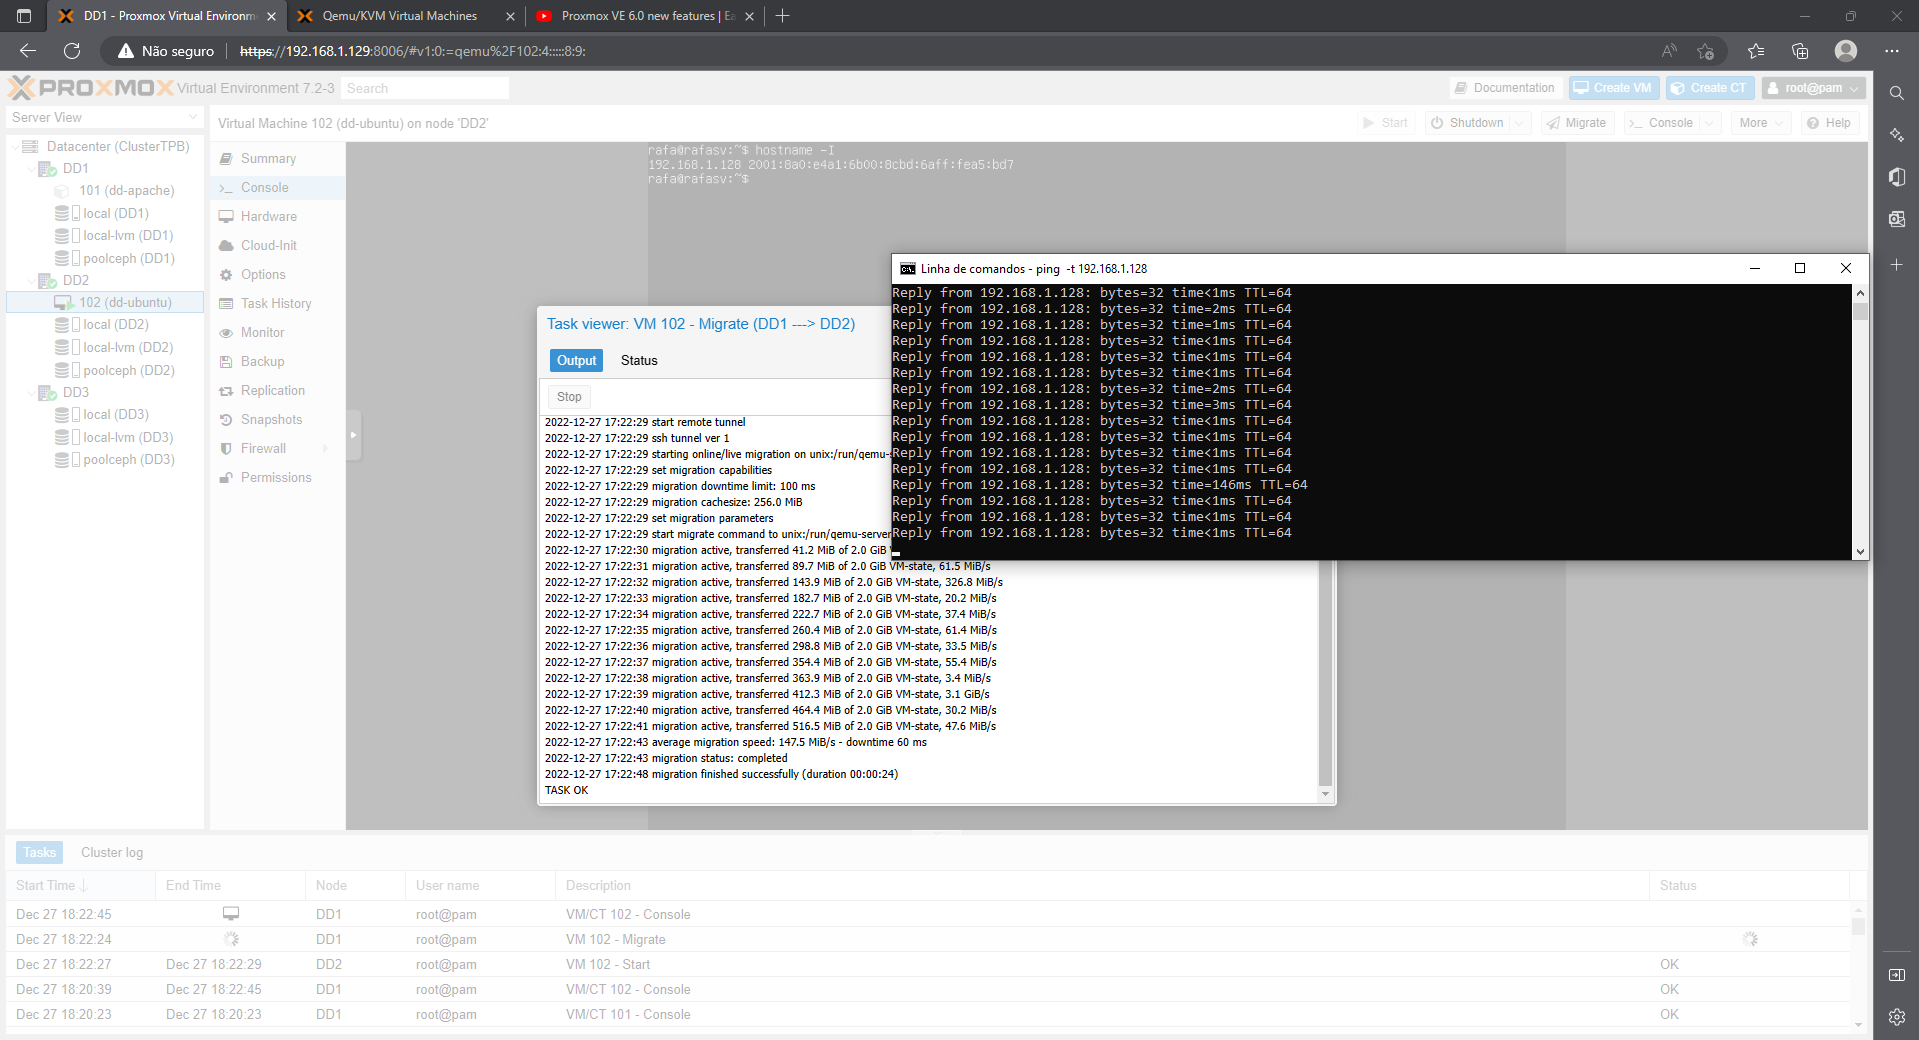 DD1 - Proxmox Virtual Environm
Qemu/KVM Virtual Machines
Proxmox VE 6.0 new features | Ea
Não seguro
https://192.168.1.129:8006/#v1:0:=qemu%2F102:4:::::8:9:
PROXMOX Virtual Environment 7.2-3
Search
Documentation
Create VM
Create CT
root@pam
Server View
Virtual Machine 102 (dd-ubuntu) on node 'DD2'
Start
Shutdown
Migrate
Console
More
Help
Datacenter (ClusterTPB)
DD1
101 (dd-apache)
local (DD1)
local-lvm (DD1)
poolceph (DD1)
DD2
102 (dd-ubuntu)
local (DD2)
local-lvm (DD2)
poolceph (DD2)
DD3
local (DD3)
local-lvm (DD3)
poolceph (DD3)
Summary
Console
Hardware
Cloud-Init
Options
Task History
Monitor
Backup
Replication
Snapshots
Firewall
Permissions
rafa@rafasv:~$ hostname -I
192.168.1.128 2001:8a0:e4a1:6b00:8cbd:6aff:fea5:bd7
rafa@rafasv:~$
Linha de comandos - ping -t 192.168.1.128
Reply from 192.168.1.128: bytes=32 time<1ms TTL=64
Reply from 192.168.1.128: bytes=32 time=2ms TTL=64
Reply from 192.168.1.128: bytes=32 time=1ms TTL=64
Reply from 192.168.1.128: bytes=32 time<1ms TTL=64
Reply from 192.168.1.128: bytes=32 time<1ms TTL=64
Reply from 192.168.1.128: bytes=32 time<1ms TTL=64
Reply from 192.168.1.128: bytes=32 time=2ms TTL=64
Reply from 192.168.1.128: bytes=32 time=3ms TTL=64
Reply from 192.168.1.128: bytes=32 time<1ms TTL=64
Reply from 192.168.1.128: bytes=32 time<1ms TTL=64
Reply from 192.168.1.128: bytes=32 time<1ms TTL=64
Reply from 192.168.1.128: bytes=32 time<1ms TTL=64
Reply from 192.168.1.128: bytes=32 time=146ms TTL=64
Reply from 192.168.1.128: bytes=32 time<1ms TTL=64
Reply from 192.168.1.128: bytes=32 time<1ms TTL=64
Reply from 192.168.1.128: bytes=32 time<1ms TTL=64
Task viewer: VM 102 - Migrate (DD1 ---> DD2)
Output
Status
Stop
2022-12-27 17:22:29 start remote tunnel
2022-12-27 17:22:29 ssh tunnel ver 1
2022-12-27 17:22:29 starting online/live migration on unix:/run/qemu-s
2022-12-27 17:22:29 set migration capabilities
2022-12-27 17:22:29 migration downtime limit: 100 ms
2022-12-27 17:22:29 migration cachesize: 256.0 MiB
2022-12-27 17:22:29 set migration parameters
2022-12-27 17:22:29 start migrate command to unix:/run/qemu-server
2022-12-27 17:22:30 migration active, transferred 41.2 MiB of 2.0 GiB
2022-12-27 17:22:31 migration active, transferred 89.7 MiB of 2.0 GiB VM-state, 61.5 MiB/s
2022-12-27 17:22:32 migration active, transferred 143.9 MiB of 2.0 GiB VM-state, 326.8 MiB/s
2022-12-27 17:22:33 migration active, transferred 182.7 MiB of 2.0 GiB VM-state, 20.2 MiB/s
2022-12-27 17:22:34 migration active, transferred 222.7 MiB of 2.0 GiB VM-state, 37.4 MiB/s
2022-12-27 17:22:35 migration active, transferred 260.4 MiB of 2.0 GiB VM-state, 61.4 MiB/s
2022-12-27 17:22:36 migration active, transferred 298.8 MiB of 2.0 GiB VM-state, 33.5 MiB/s
2022-12-27 17:22:37 migration active, transferred 354.4 MiB of 2.0 GiB VM-state, 55.4 MiB/s
2022-12-27 17:22:38 migration active, transferred 363.9 MiB of 2.0 GiB VM-state, 3.4 MiB/s
2022-12-27 17:22:39 migration active, transferred 412.3 MiB of 2.0 GiB VM-state, 3.1 GiB/s
2022-12-27 17:22:40 migration active, transferred 464.4 MiB of 2.0 GiB VM-state, 30.2 MiB/s
2022-12-27 17:22:41 migration active, transferred 516.5 MiB of 2.0 GiB VM-state, 47.6 MiB/s
2022-12-27 17:22:43 average migration speed: 147.5 MiB/s - downtime 60 ms
2022-12-27 17:22:43 migration status: completed
2022-12-27 17:22:48 migration finished successfully (duration 00:00:24)
TASK OK
Tasks
Cluster log
Start Time
End Time
Node
User name
Description
Status
Dec 27 18:22:45 DD1 root@pam VM/CT 102 - Console
Dec 27 18:22:24 DD1 root@pam VM 102 - Migrate
Dec 27 18:22:27 Dec 27 18:22:29 DD2 root@pam VM 102 - Start OK
Dec 27 18:20:39 Dec 27 18:22:45 DD1 root@pam VM/CT 102 - Console OK
Dec 27 18:20:23 Dec 27 18:20:23 DD1 root@pam VM/CT 101 - Console OK